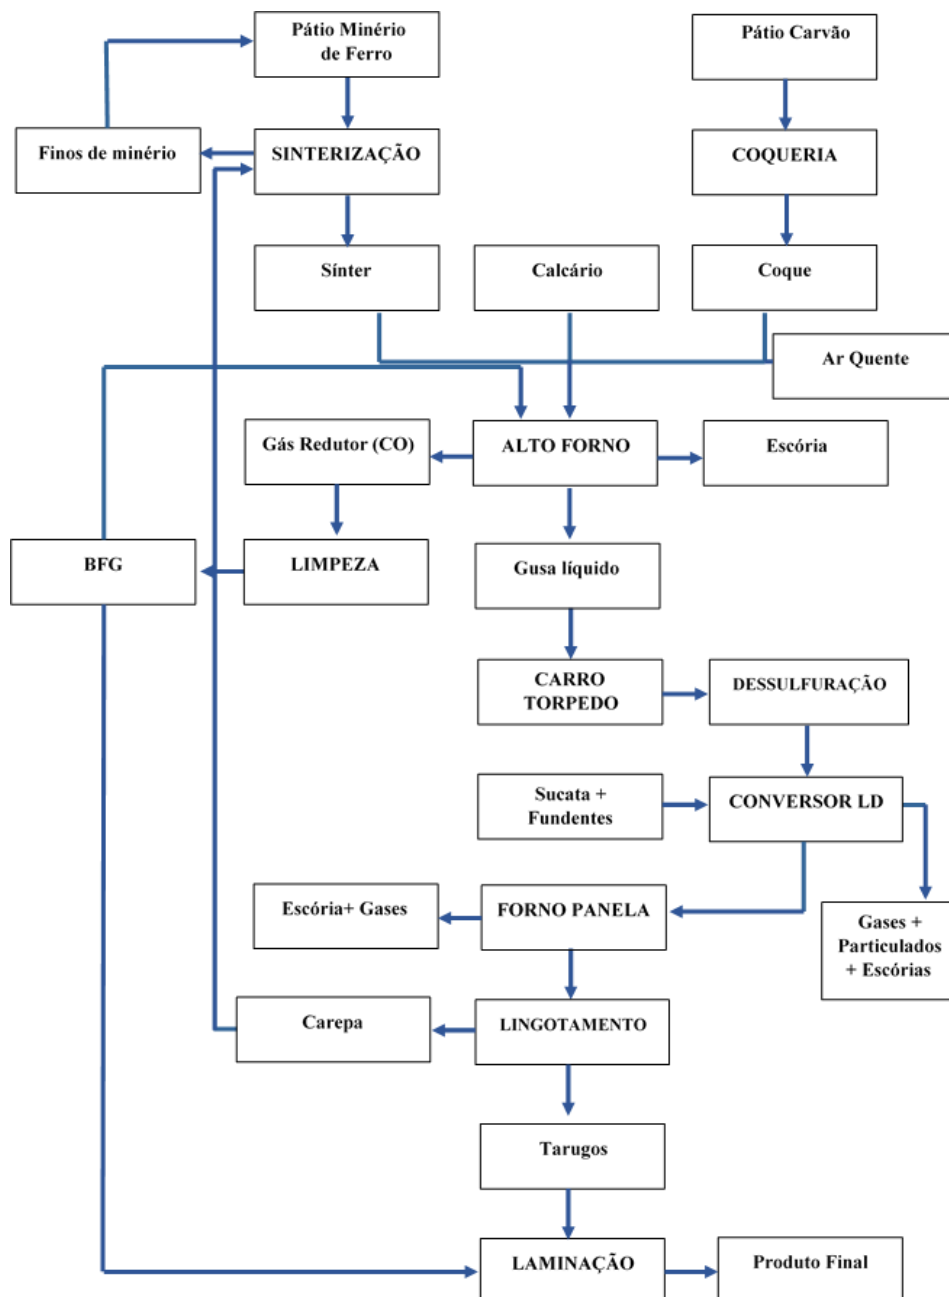 Pátio Minério
de Ferro
Pátio Carvão
Finos de minério
SINTERIZAÇÃO
COQUERIA
Sínter
Calcário
Coque
Ar Quente
Gás Redutor (CO)
ALTO FORNO
Escória
BFG
LIMPEZA
Gusa líquido
CARRO
TORPEDO
DESSULFURAÇÃO
Sucata +
Fundentes
CONVERSOR LD
Escória+ Gases
FORNO PANELA
Gases +
Particulados
+ Escórias
Carepa
LINGOTAMENTO
Tarugos
LAMINAÇÃO
Produto Final